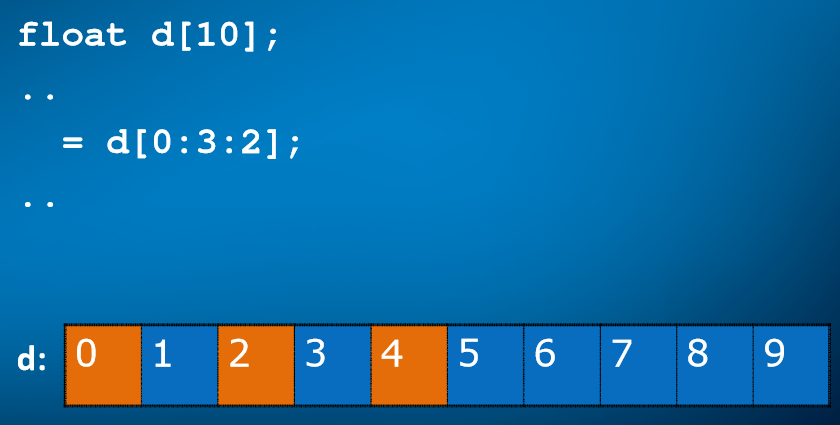 float d[10];
..
= d[0:3:2];
..
d: 0 1 2 3 4 5 6 7 8 9